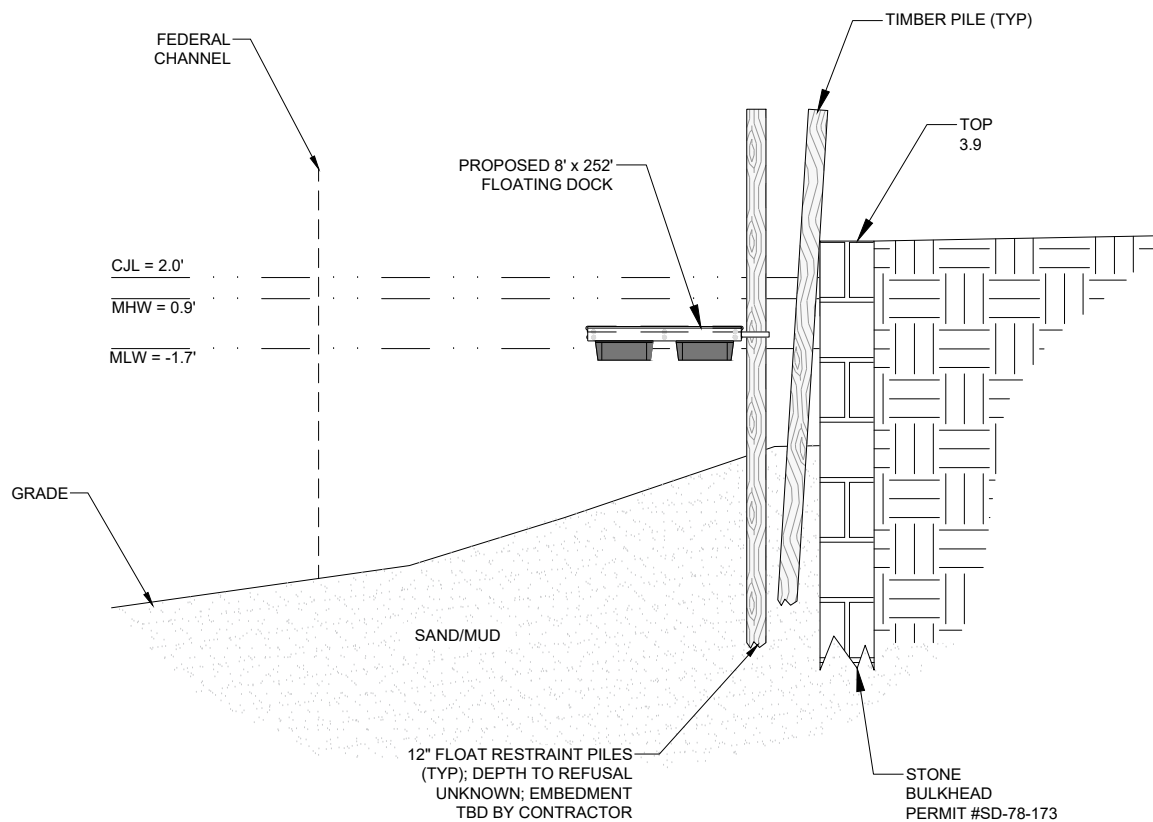 TIMBER PILE (TYP)
FEDERAL
CHANNEL
TOP
3.9
PROPOSED 8' x 252'
FLOATING DOCK
CJL = 2.0'
MHW = 0.9'
MLW = -1.7'
GRADE
SAND/MUD
12" FLOAT RESTRAINT PILES
(TYP); DEPTH TO REFUSAL
UNKNOWN; EMBEDMENT
TBD BY CONTRACTOR
STONE
BULKHEAD
PERMIT #SD-78-173